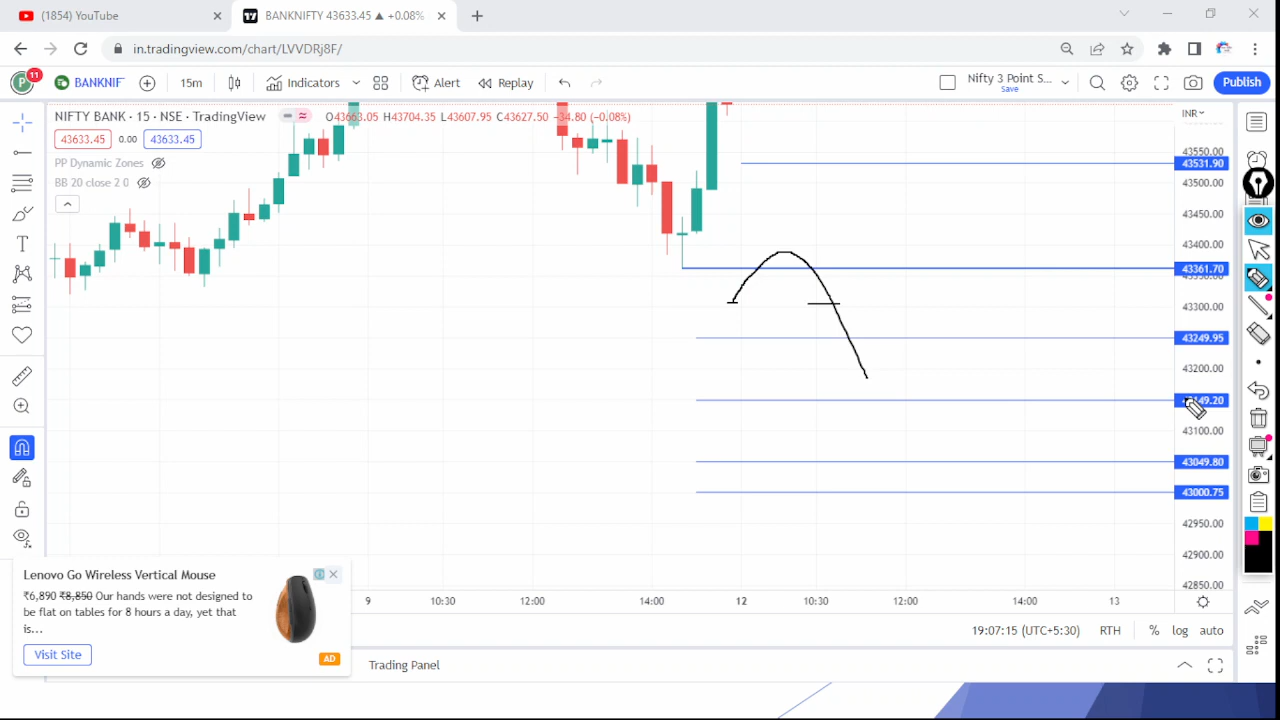 (1854) YouTube
BANKNIFTY 43633.45 ▲ +0.08%
in.tradingview.com/chart/LVVDRj8F/
11
P
BANKNIF
15m
Indicators
Alert
Replay
Nifty 3 Point S...
Save
Publish
NIFTY BANK · 15 · NSE · TradingView
O43663.05 H43704.35 L43607.95 C43627.50 -34.80 (-0.08%)
INR
43633.45 0.00 43633.45
PP Dynamic Zones
BB 20 close 2 0
43550.00
43531.90
43500.00
43450.00
43400.00
43361.70
43300.00
43249.95
43200.00
43100.00
43049.80
43000.75
42950.00
42900.00
42850.00
9 10:30 12:00 14:00 12 10:30 12:00 14:00 13
19:07:15 (UTC+5:30) RTH % log auto
Trading Panel
Lenovo Go Wireless Vertical Mouse
₹6,890 ₹8,850 Our hands were not designed to
be flat on tables for 8 hours a day, yet that
is...
Visit Site
AD